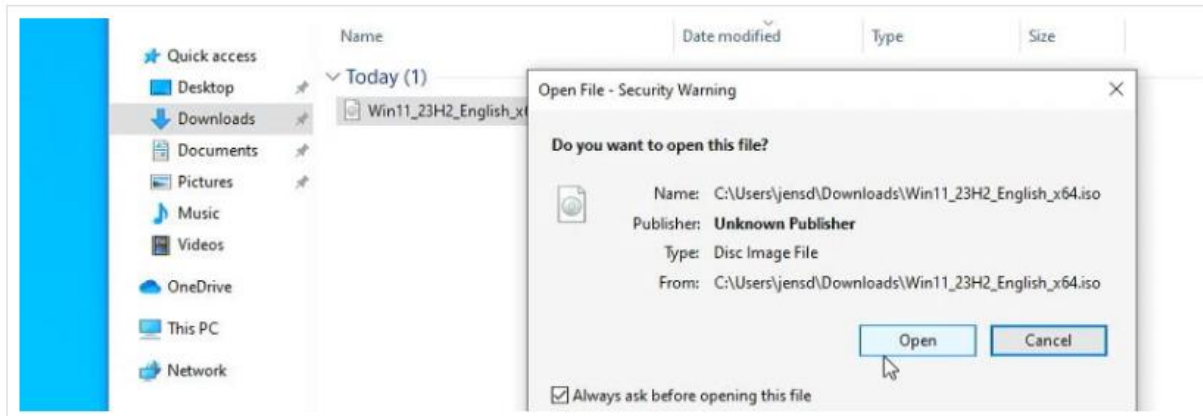 Name Date modified Type Size
Quick access
Desktop
Downloads
Documents
Pictures
Music
Videos
OneDrive
This PC
Network
Today (1)
Win11_23H2_English_x
Open File - Security Warning
Do you want to open this file?
Name: C:\Users\jensd\Downloads\Win11_23H2_English_x64.iso
Publisher: Unknown Publisher
Type: Disc Image File
From: C:\Users\jensd\Downloads\Win11_23H2_English_x64.iso
Open Cancel
Always ask before opening this file